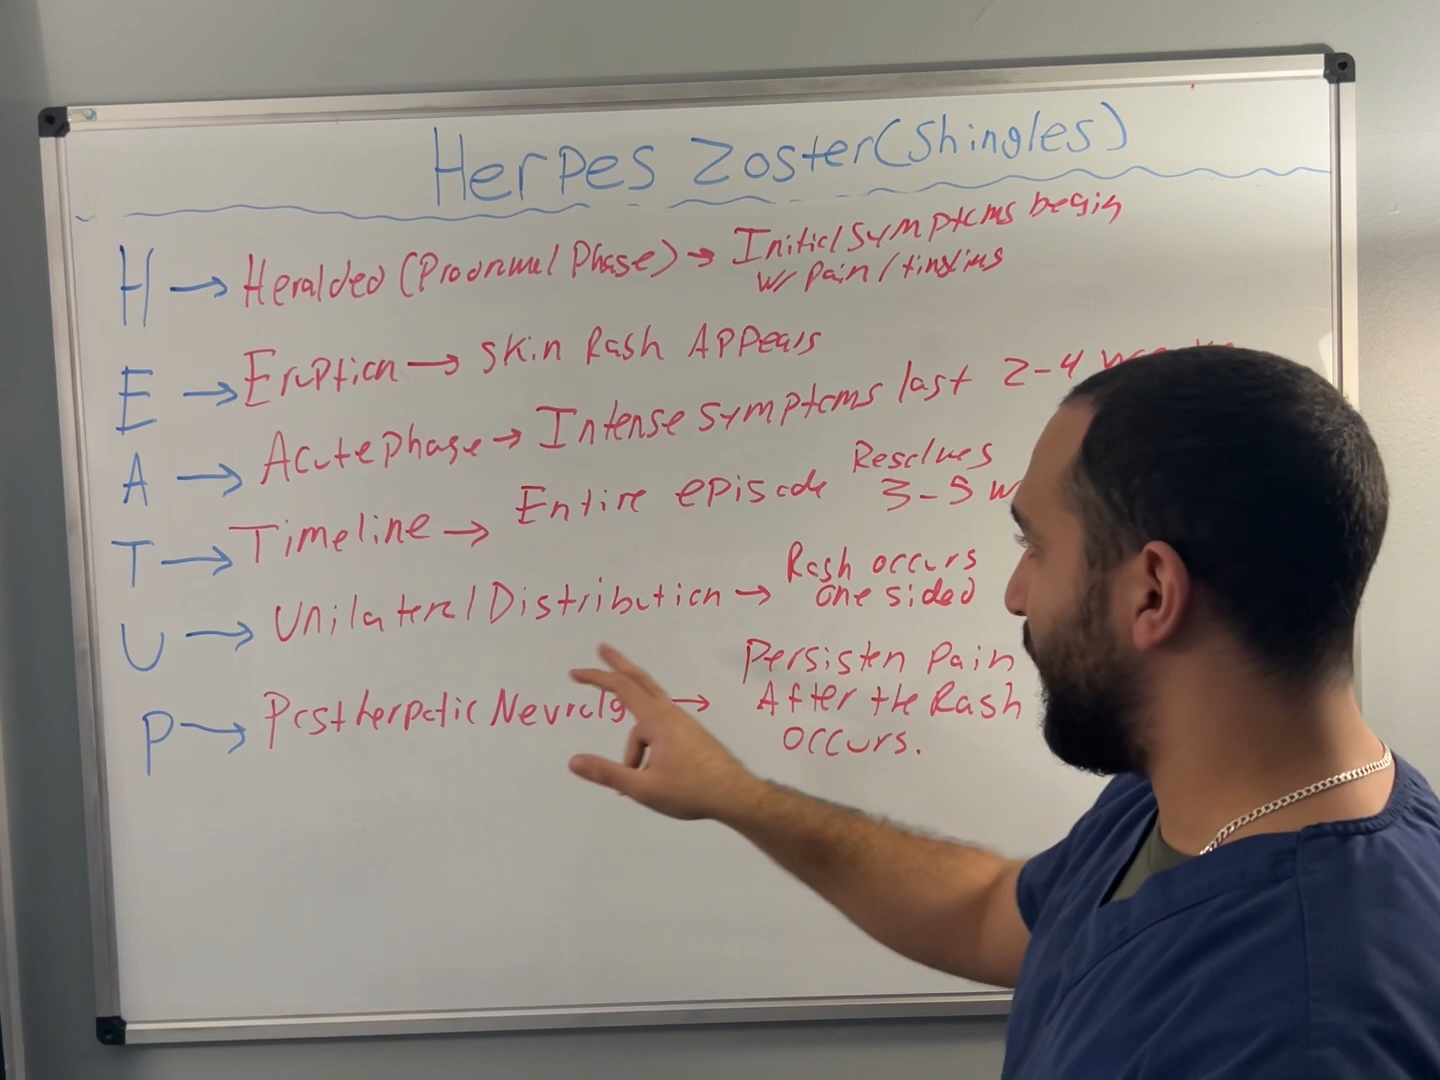 Herpes Zoster (Shingles)
H → Heralded (Prodromal Phase) → Initial Symptoms begin
w/ pain/tingling
E → Eruption → Skin Rash Appears
A → Acute phase → Intense symptoms last 2-4
T → Timeline → Entire episode Resolves
3-5 w
U → Unilateral Distribution → Rash occurs
one sided
P → Postherpetic Neuralg → Persisten Pain
After the Rash
occurs.